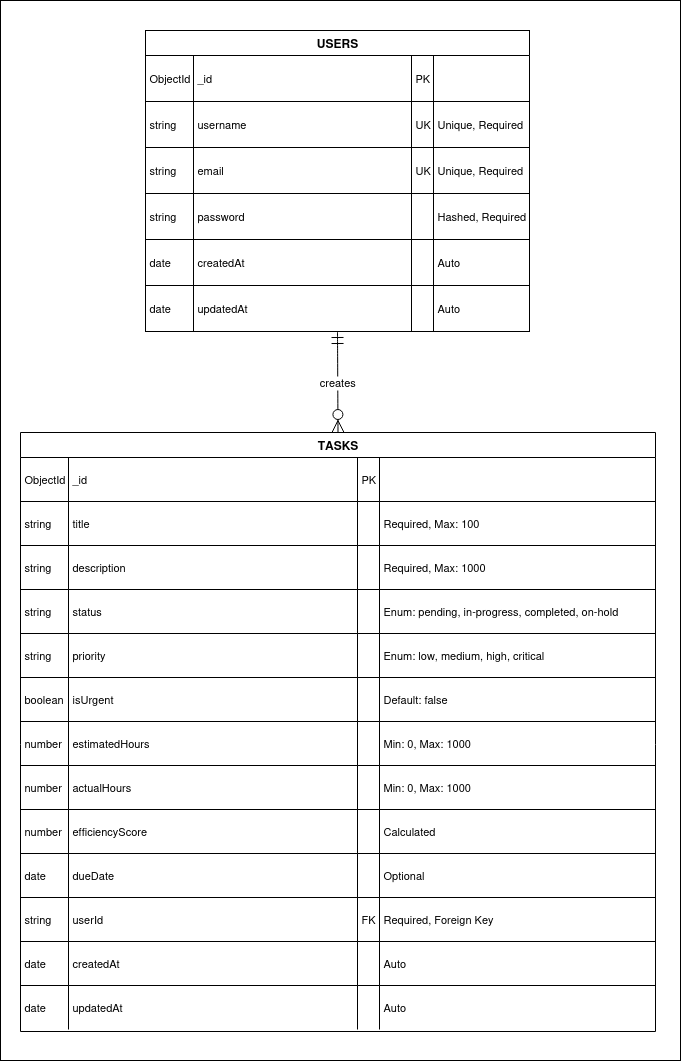 USERS
ObjectId _id PK
string username UK Unique, Required
string email UK Unique, Required
string password Hashed, Required
date createdAt Auto
date updatedAt Auto
creates
TASKS
ObjectId _id PK
string title Required, Max: 100
string description Required, Max: 1000
string status Enum: pending, in-progress, completed, on-hold
string priority Enum: low, medium, high, critical
boolean isUrgent Default: false
number estimatedHours Min: 0, Max: 1000
number actualHours Min: 0, Max: 1000
number efficiencyScore Calculated
date dueDate Optional
string userId FK Required, Foreign Key
date createdAt Auto
date updatedAt Auto